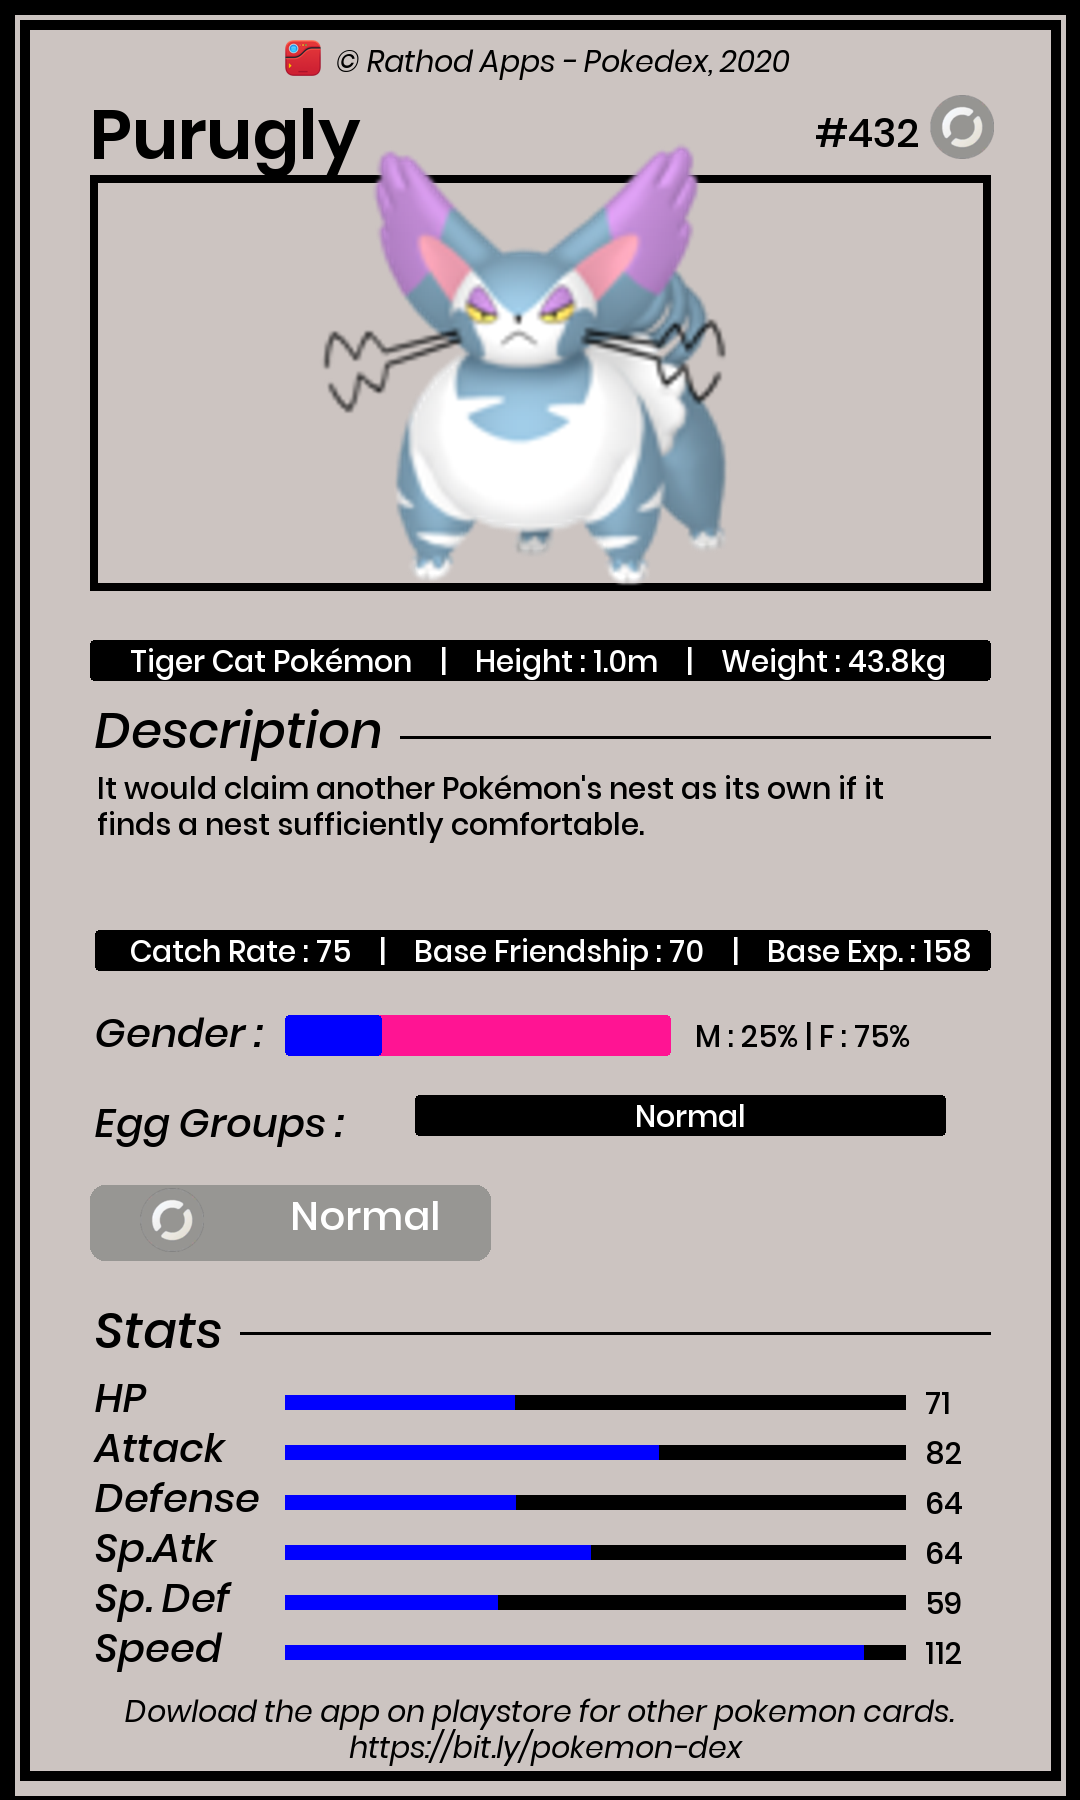 © Rathod Apps - Pokedex, 2020
Purugly
#432
Tiger Cat Pokémon | Height : 1.0m | Weight : 43.8kg
Description
It would claim another Pokémon's nest as its own if it
finds a nest sufficiently comfortable.
Catch Rate : 75 | Base Friendship : 70 | Base Exp. : 158
Gender : M : 25% | F : 75%
Egg Groups : Normal
Normal
Stats
HP 71
Attack 82
Defense 64
Sp.Atk 64
Sp. Def 59
Speed 112
Dowload the app on playstore for other pokemon cards.
https://bit.ly/pokemon-dex